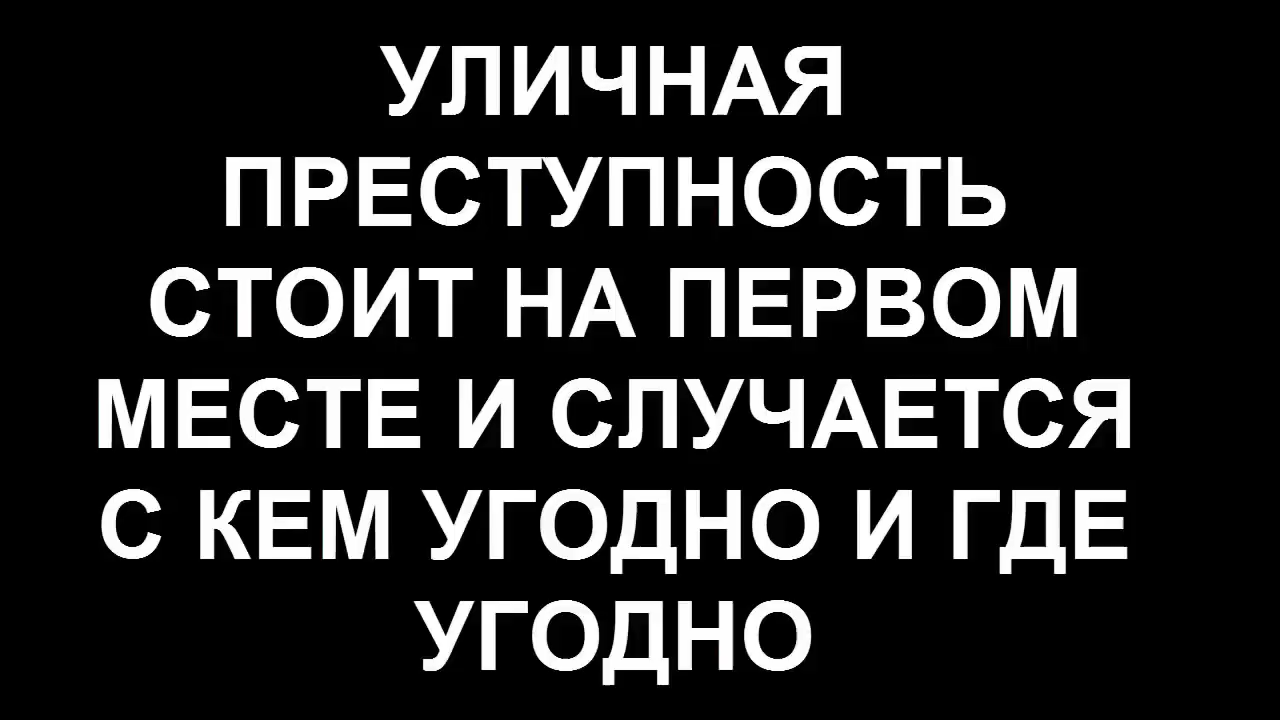 УЛИЧНАЯ
ПРЕСТУПНОСТЬ
СТОИТ НА ПЕРВОМ
МЕСТЕ И СЛУЧАЕТСЯ
С КЕМ УГОДНО И ГДЕ
УГОДНО